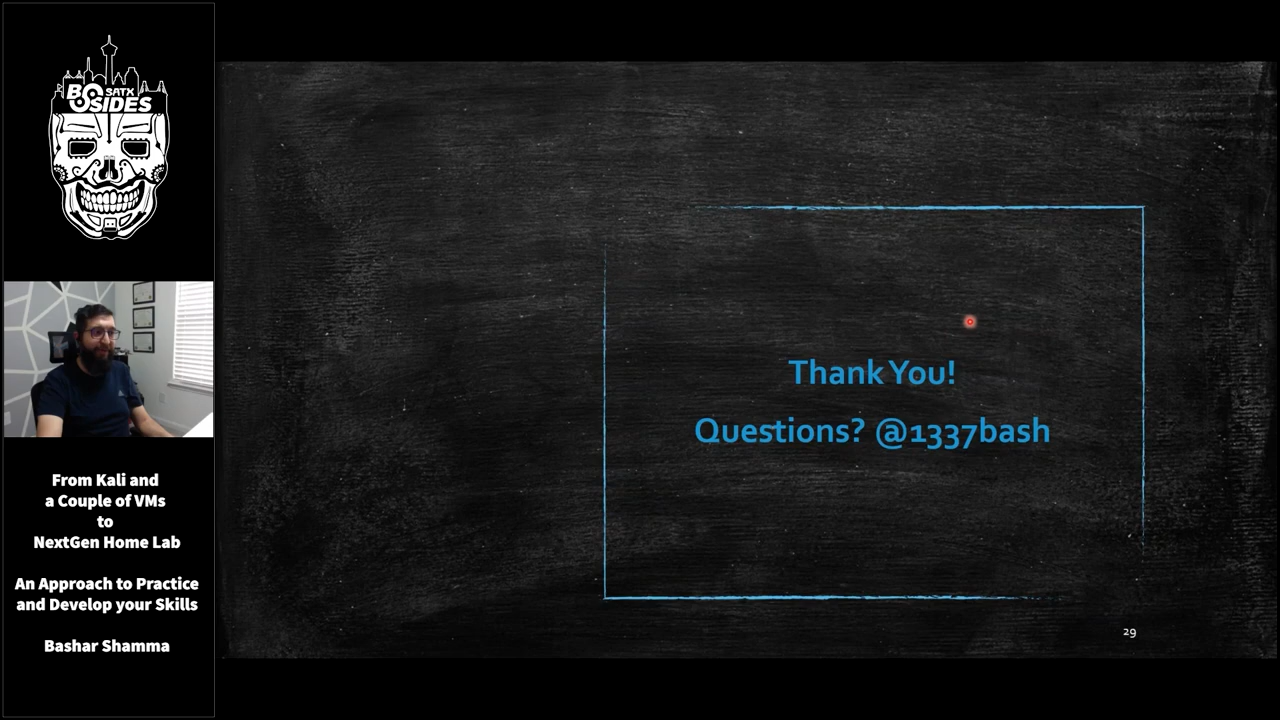 BSIDES
SATX
From Kali and
a Couple of VMs
to
NextGen Home Lab
An Approach to Practice
and Develop your Skills
Bashar Shamma
Thank You!
Questions? @1337bash
29